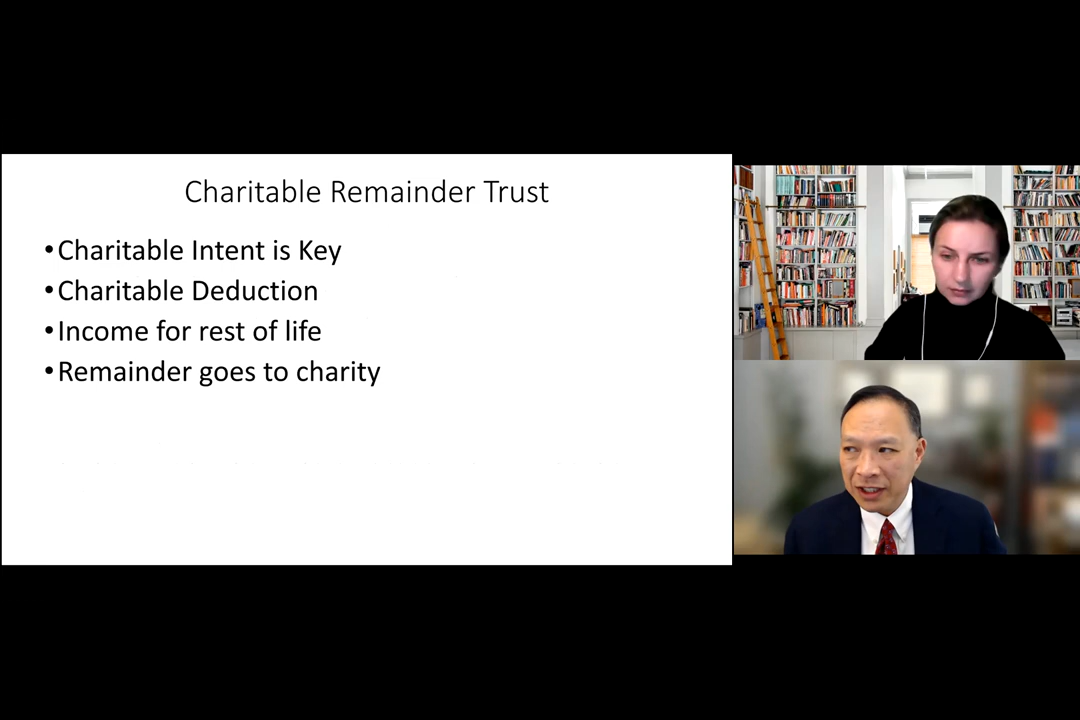 Charitable Remainder Trust
•Charitable Intent is Key
•Charitable Deduction
•Income for rest of life
•Remainder goes to charity